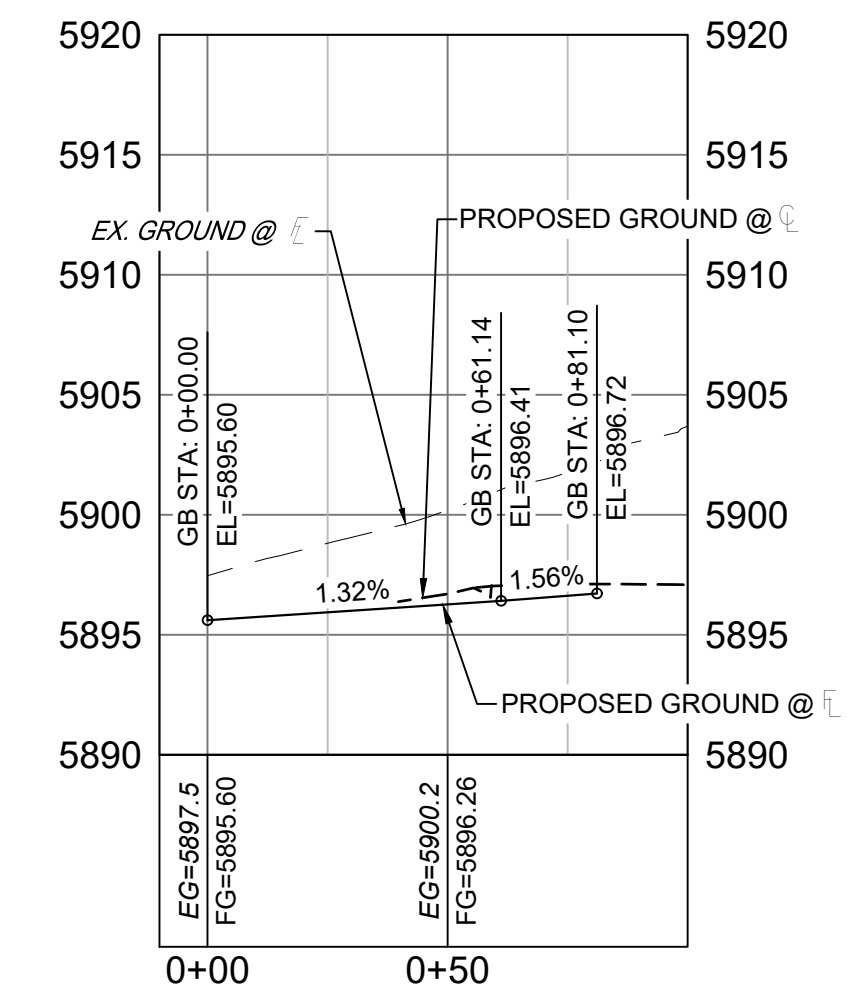 5920 5920
5915 5915
EX. GROUND @ FL
PROPOSED GROUND @ CL
5910 5910
GB STA: 0+00.00
EL=5895.60
GB STA: 0+61.14
EL=5896.41
GB STA: 0+81.10
EL=5896.72
5905 5905
5900 5900
1.32%
1.56%
5895 5895
PROPOSED GROUND @ FL
5890 5890
EG=5897.5
FG=5895.60
EG=5900.2
FG=5896.26
0+00 0+50